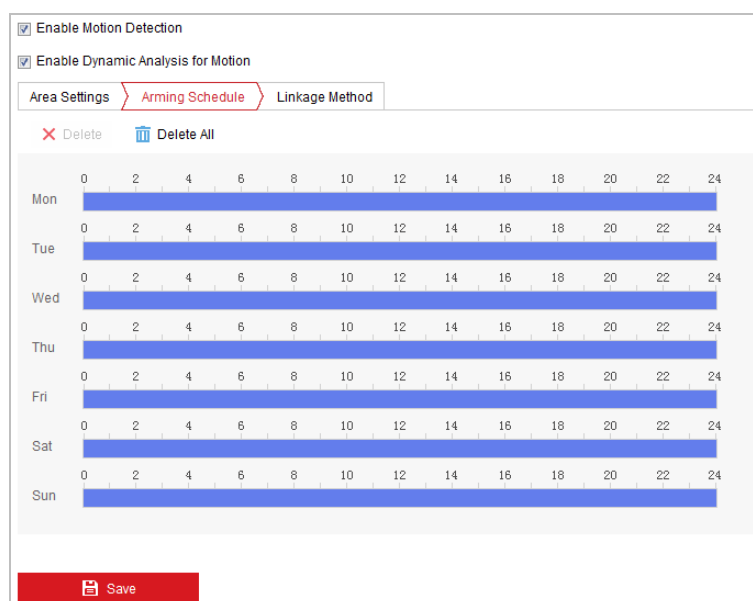 Enable Motion Detection
Enable Dynamic Analysis for Motion
Area Settings Arming Schedule Linkage Method
Delete Delete All
0 2 4 6 8 10 12 14 16 18 20 22 24
Mon
0 2 4 6 8 10 12 14 16 18 20 22 24
Tue
0 2 4 6 8 10 12 14 16 18 20 22 24
Wed
0 2 4 6 8 10 12 14 16 18 20 22 24
Thu
0 2 4 6 8 10 12 14 16 18 20 22 24
Fri
0 2 4 6 8 10 12 14 16 18 20 22 24
Sat
0 2 4 6 8 10 12 14 16 18 20 22 24
Sun
Save